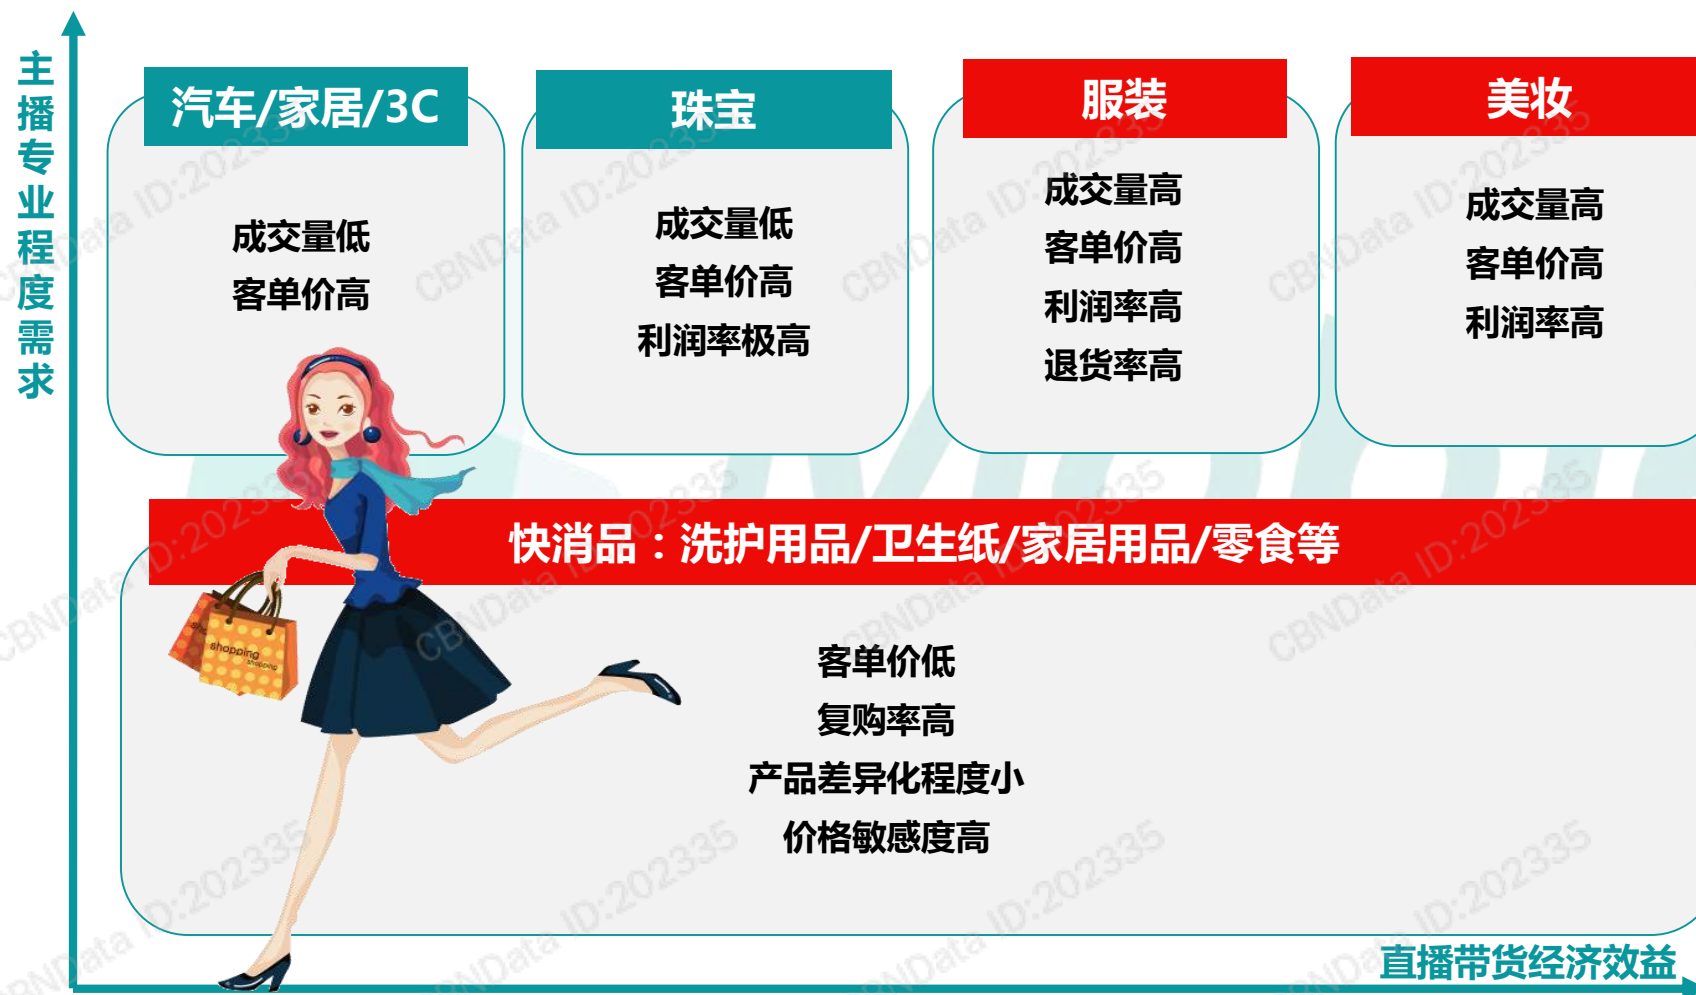 主播专业程度需求
汽车/家居/3C
成交量低
客单价高
珠宝
成交量低
客单价高
利润率极高
服装
成交量高
客单价高
利润率高
退货率高
美妆
成交量高
客单价高
利润率高
快消品：洗护用品/卫生纸/家居用品/零食等
客单价低
复购率高
产品差异化程度小
价格敏感度高
shopping
shopping
直播带货经济效益
CBNData ID:202335